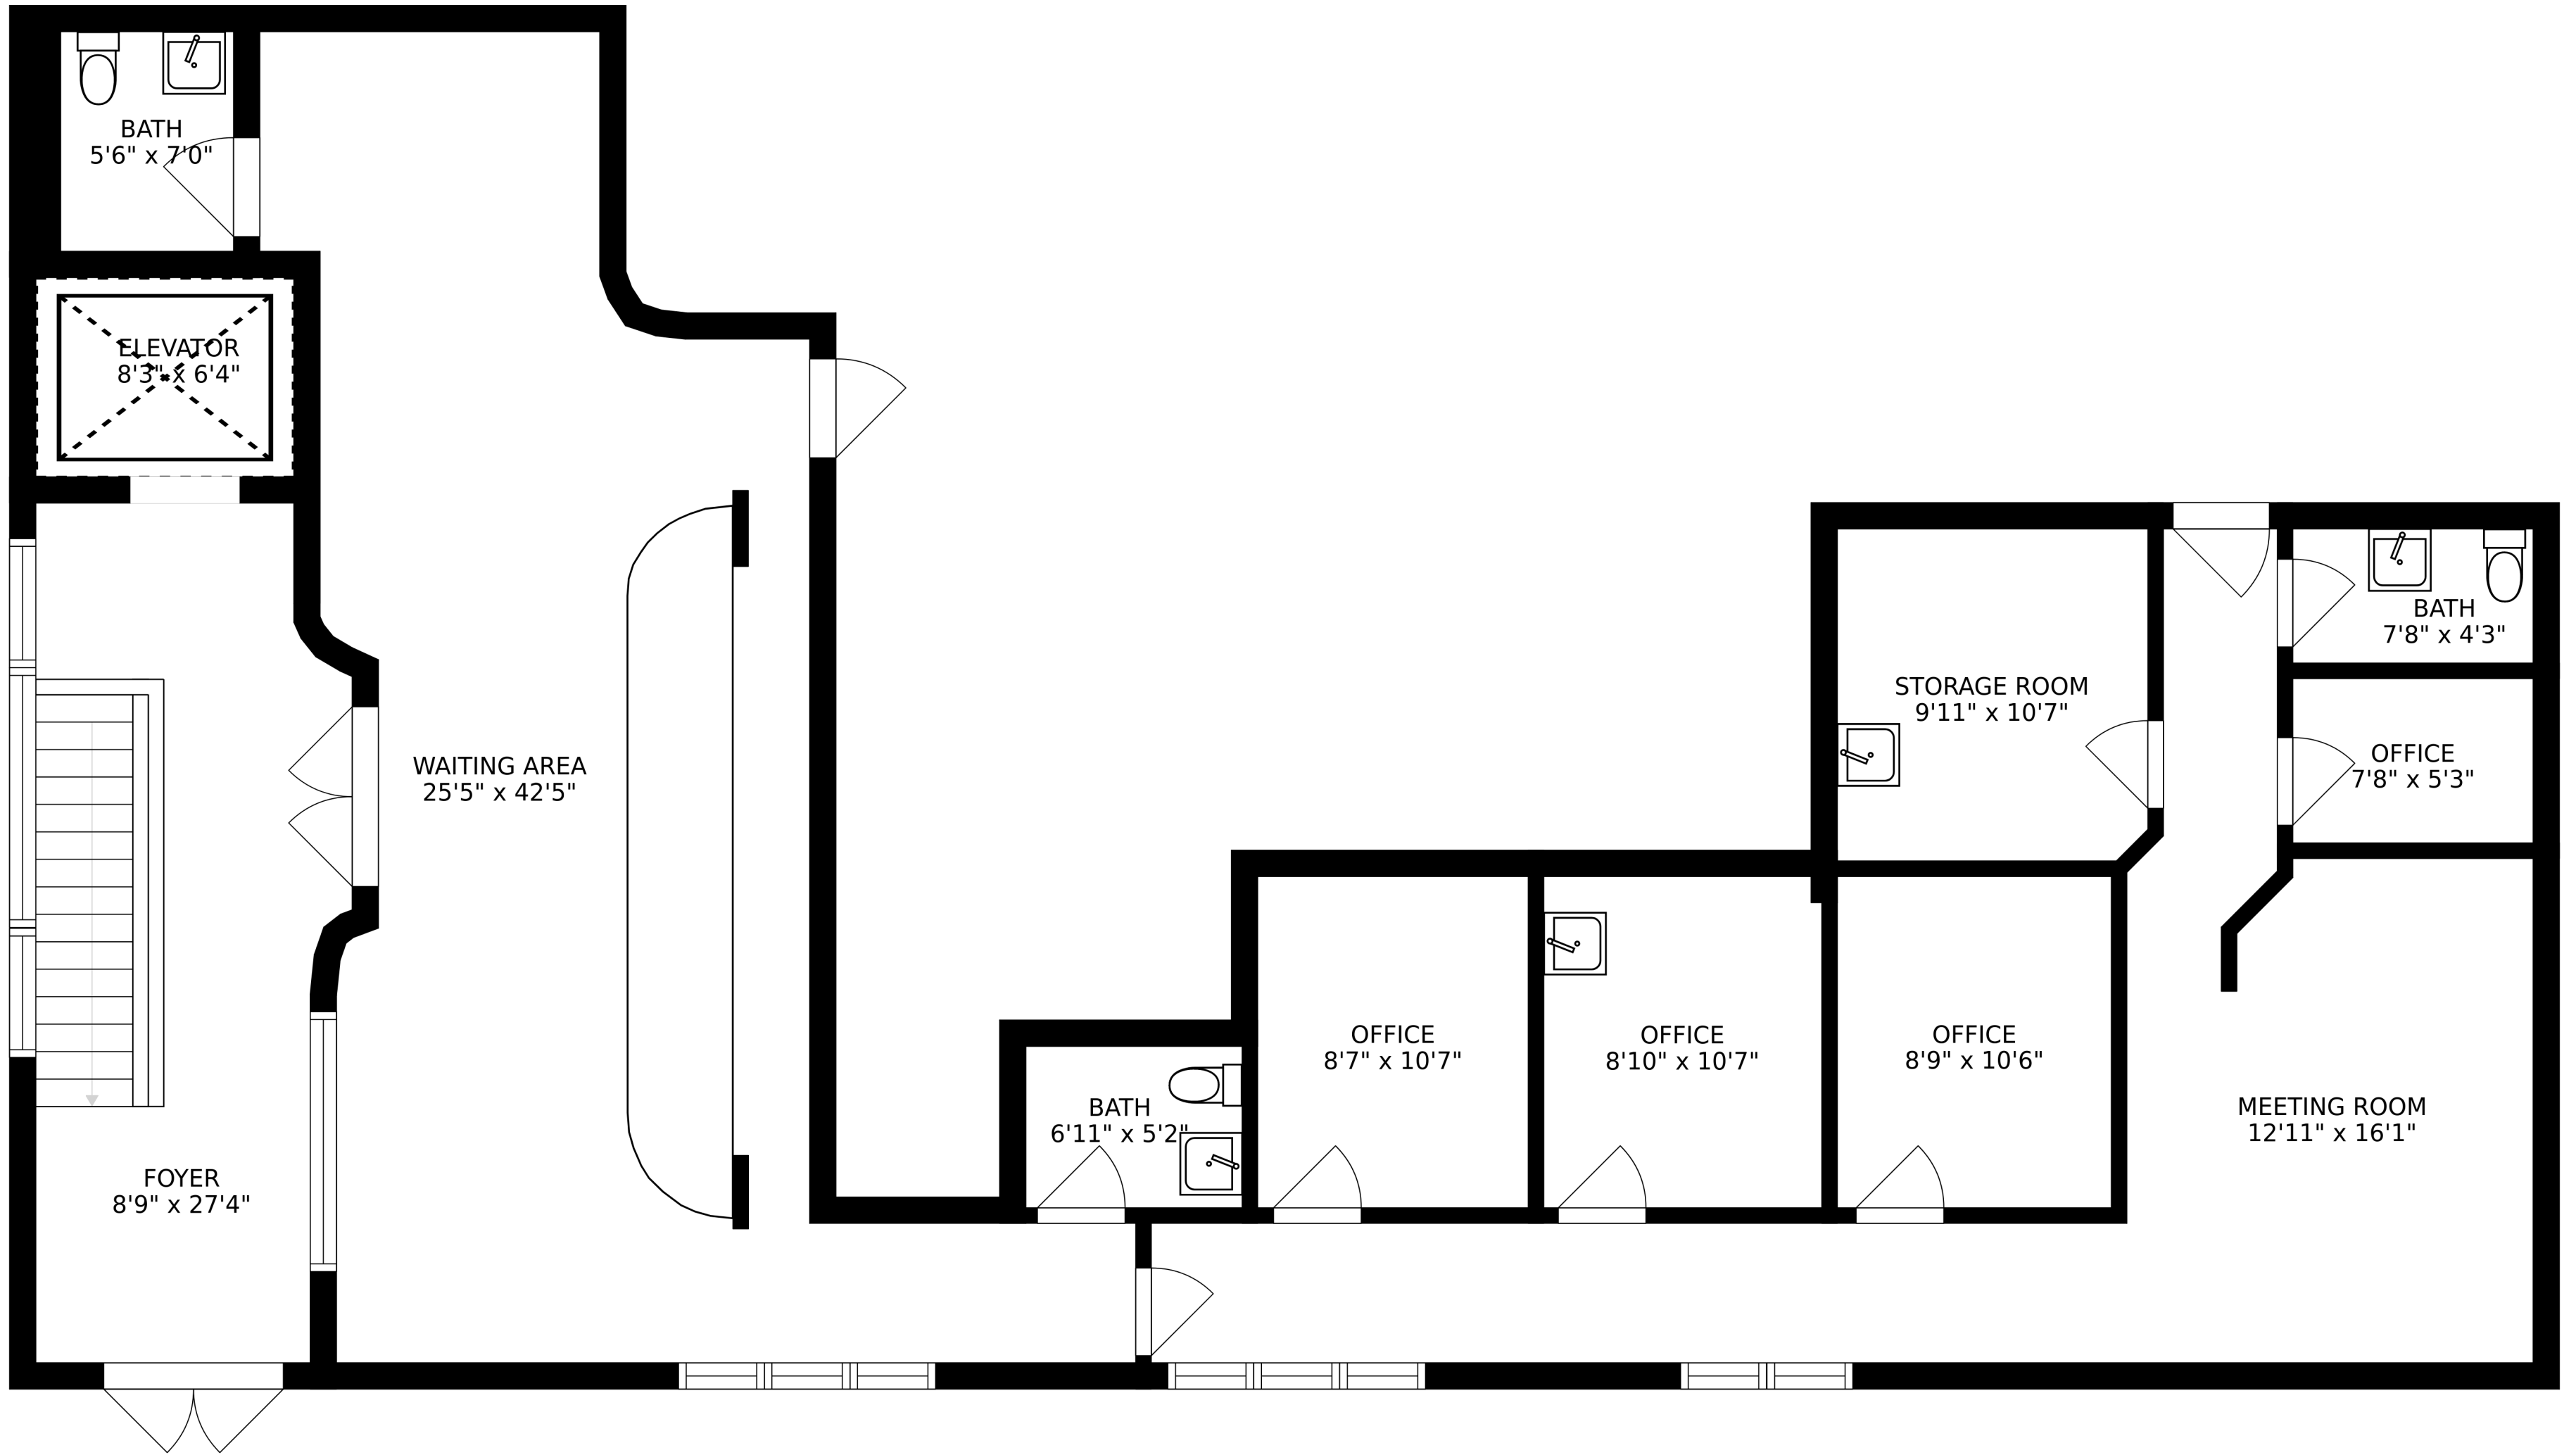 BATH
5'6" x 7'0"
ELEVATOR
8'3" x 6'4"
WAITING AREA
25'5" x 42'5"
FOYER
8'9" x 27'4"
BATH
6'11" x 5'2"
OFFICE
8'7" x 10'7"
OFFICE
8'10" x 10'7"
OFFICE
8'9" x 10'6"
STORAGE ROOM
9'11" x 10'7"
BATH
7'8" x 4'3"
OFFICE
7'8" x 5'3"
MEETING ROOM
12'11" x 16'1"